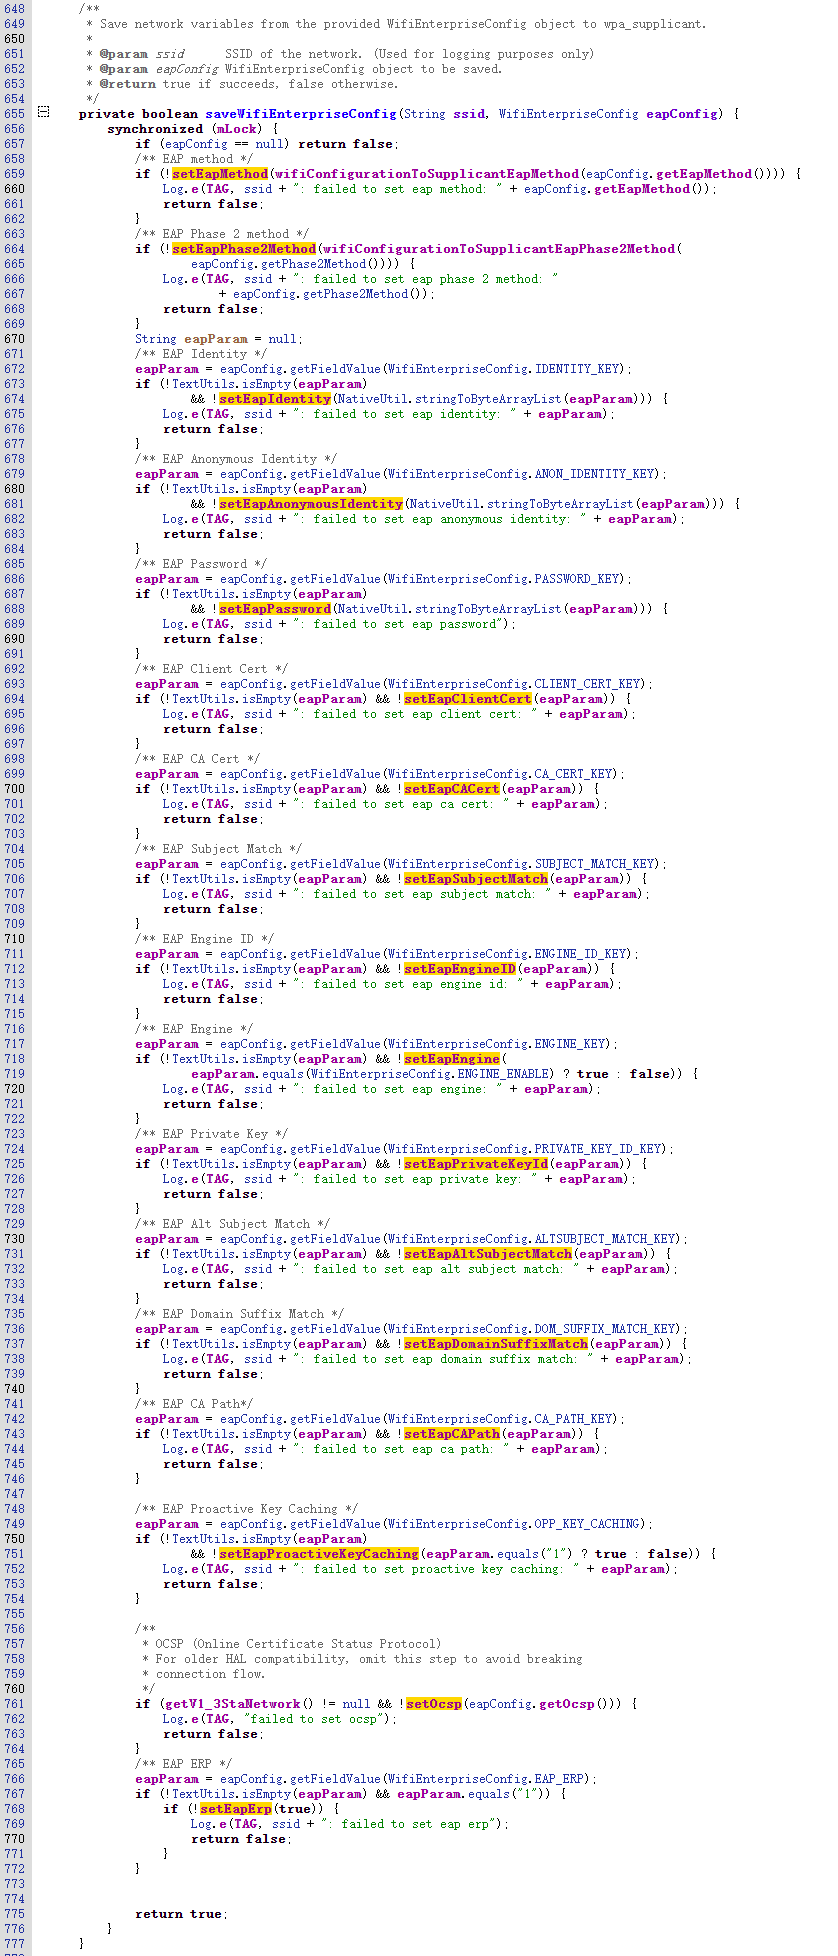 648 /**
649 * Save network variables from the provided WifiEnterpriseConfig object to wpa_supplicant.
650 *
651 * @param ssid SSID of the network. (Used for logging purposes only)
652 * @param eapConfig WifiEnterpriseConfig object to be saved.
653 * @return true if succeeds, false otherwise.
654 */
655 private boolean saveWifiEnterpriseConfig(String ssid, WifiEnterpriseConfig eapConfig) {
656 synchronized (mLock) {
657 if (eapConfig == null) return false;
658 /** EAP method */
659 if (!setEapMethod(wifiConfigurationToSupplicantEapMethod(eapConfig.getEapMethod()))) {
660 Log.e(TAG, ssid + ": failed to set eap method: " + eapConfig.getEapMethod());
661 return false;
662 }
663 /** EAP Phase 2 method */
664 if (!setEapPhase2Method(wifiConfigurationToSupplicantEapPhase2Method(
665 eapConfig.getPhase2Method()))) {
666 Log.e(TAG, ssid + ": failed to set eap phase 2 method: "
667 + eapConfig.getPhase2Method());
668 return false;
669 }
670 String eapParam = null;
671 /** EAP Identity */
672 eapParam = eapConfig.getFieldValue(WifiEnterpriseConfig.IDENTITY_KEY);
673 if (!TextUtils.isEmpty(eapParam)
674 && !setEapIdentity(NativeUtil.stringToByteArrayList(eapParam))) {
675 Log.e(TAG, ssid + ": failed to set eap identity: " + eapParam);
676 return false;
677 }
678 /** EAP Anonymous Identity */
679 eapParam = eapConfig.getFieldValue(WifiEnterpriseConfig.ANON_IDENTITY_KEY);
680 if (!TextUtils.isEmpty(eapParam)
681 && !setEapAnonymousIdentity(NativeUtil.stringToByteArrayList(eapParam))) {
682 Log.e(TAG, ssid + ": failed to set eap anonymous identity: " + eapParam);
683 return false;
684 }
685 /** EAP Password */
686 eapParam = eapConfig.getFieldValue(WifiEnterpriseConfig.PASSWORD_KEY);
687 if (!TextUtils.isEmpty(eapParam)
688 && !setEapPassword(NativeUtil.stringToByteArrayList(eapParam))) {
689 Log.e(TAG, ssid + ": failed to set eap password");
690 return false;
691 }
692 /** EAP Client Cert */
693 eapParam = eapConfig.getFieldValue(WifiEnterpriseConfig.CLIENT_CERT_KEY);
694 if (!TextUtils.isEmpty(eapParam) && !setEapClientCert(eapParam)) {
695 Log.e(TAG, ssid + ": failed to set eap client cert: " + eapParam);
696 return false;
697 }
698 /** EAP CA Cert */
699 eapParam = eapConfig.getFieldValue(WifiEnterpriseConfig.CA_CERT_KEY);
700 if (!TextUtils.isEmpty(eapParam) && !setEapCACert(eapParam)) {
701 Log.e(TAG, ssid + ": failed to set eap ca cert: " + eapParam);
702 return false;
703 }
704 /** EAP Subject Match */
705 eapParam = eapConfig.getFieldValue(WifiEnterpriseConfig.SUBJECT_MATCH_KEY);
706 if (!TextUtils.isEmpty(eapParam) && !setEapSubjectMatch(eapParam)) {
707 Log.e(TAG, ssid + ": failed to set eap subject match: " + eapParam);
708 return false;
709 }
710 /** EAP Engine ID */
711 eapParam = eapConfig.getFieldValue(WifiEnterpriseConfig.ENGINE_ID_KEY);
712 if (!TextUtils.isEmpty(eapParam) && !setEapEngineID(eapParam)) {
713 Log.e(TAG, ssid + ": failed to set eap engine id: " + eapParam);
714 return false;
715 }
716 /** EAP Engine */
717 eapParam = eapConfig.getFieldValue(WifiEnterpriseConfig.ENGINE_KEY);
718 if (!TextUtils.isEmpty(eapParam) && !setEapEngine(
719 eapParam.equals(WifiEnterpriseConfig.ENGINE_ENABLE) ? true : false)) {
720 Log.e(TAG, ssid + ": failed to set eap engine: " + eapParam);
721 return false;
722 }
723 /** EAP Private Key */
724 eapParam = eapConfig.getFieldValue(WifiEnterpriseConfig.PRIVATE_KEY_ID_KEY);
725 if (!TextUtils.isEmpty(eapParam) && !setEapPrivateKeyId(eapParam)) {
726 Log.e(TAG, ssid + ": failed to set eap private key: " + eapParam);
727 return false;
728 }
729 /** EAP Alt Subject Match */
730 eapParam = eapConfig.getFieldValue(WifiEnterpriseConfig.ALTSUBJECT_MATCH_KEY);
731 if (!TextUtils.isEmpty(eapParam) && !setEapAltSubjectMatch(eapParam)) {
732 Log.e(TAG, ssid + ": failed to set eap alt subject match: " + eapParam);
733 return false;
734 }
735 /** EAP Domain Suffix Match */
736 eapParam = eapConfig.getFieldValue(WifiEnterpriseConfig.DOM_SUFFIX_MATCH_KEY);
737 if (!TextUtils.isEmpty(eapParam) && !setEapDomainSuffixMatch(eapParam)) {
738 Log.e(TAG, ssid + ": failed to set eap domain suffix match: " + eapParam);
739 return false;
740 }
741 /** EAP CA Path*/
742 eapParam = eapConfig.getFieldValue(WifiEnterpriseConfig.CA_PATH_KEY);
743 if (!TextUtils.isEmpty(eapParam) && !setEapCAPath(eapParam)) {
744 Log.e(TAG, ssid + ": failed to set eap ca path: " + eapParam);
745 return false;
746 }
747
748 /** EAP Proactive Key Caching */
749 eapParam = eapConfig.getFieldValue(WifiEnterpriseConfig.OPP_KEY_CACHING);
750 if (!TextUtils.isEmpty(eapParam)
751 && !setEapProactiveKeyCaching(eapParam.equals("1") ? true : false)) {
752 Log.e(TAG, ssid + ": failed to set proactive key caching: " + eapParam);
753 return false;
754 }
755
756 /**
757 * OCSP (Online Certificate Status Protocol)
758 * For older HAL compatibility, omit this step to avoid breaking
759 * connection flow.
760 */
761 if (getV1_3StaNetwork() != null && !setOcsp(eapConfig.getOcsp())) {
762 Log.e(TAG, "failed to set ocsp");
763 return false;
764 }
765 /** EAP ERP */
766 eapParam = eapConfig.getFieldValue(WifiEnterpriseConfig.EAP_ERP);
767 if (!TextUtils.isEmpty(eapParam) && eapParam.equals("1")) {
768 if (!setEapErp(true)) {
769 Log.e(TAG, ssid + ": failed to set eap erp");
770 return false;
771 }
772 }
773
774
775 return true;
776 }
777 }